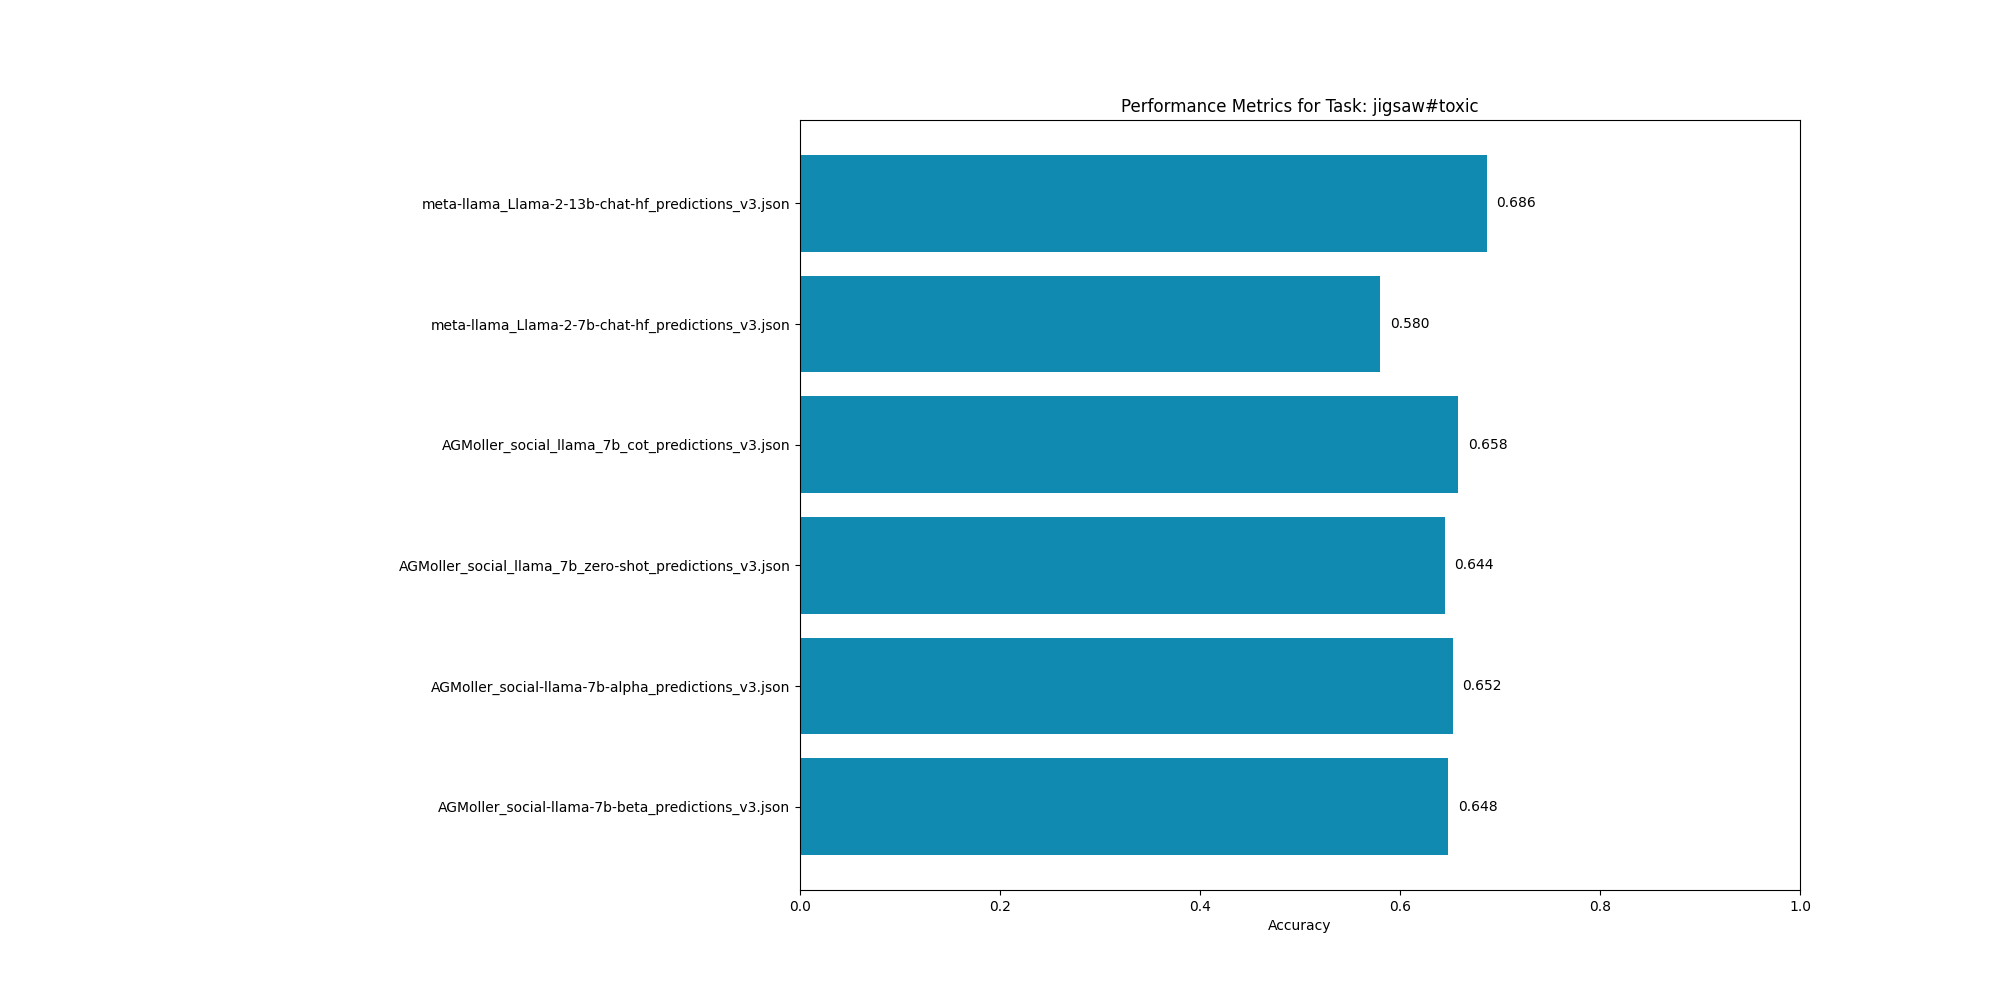 Performance Metrics for Task: jigsaw#toxic
meta-llama_Llama-2-13b-chat-hf_predictions_v3.json
0.686
meta-llama_Llama-2-7b-chat-hf_predictions_v3.json
0.580
AGMoller_social_llama_7b_cot_predictions_v3.json
0.658
AGMoller_social_llama_7b_zero-shot_predictions_v3.json
0.644
AGMoller_social-llama-7b-alpha_predictions_v3.json
0.652
AGMoller_social-llama-7b-beta_predictions_v3.json
0.648
0.0 0.2 0.4 0.6 0.8 1.0
Accuracy